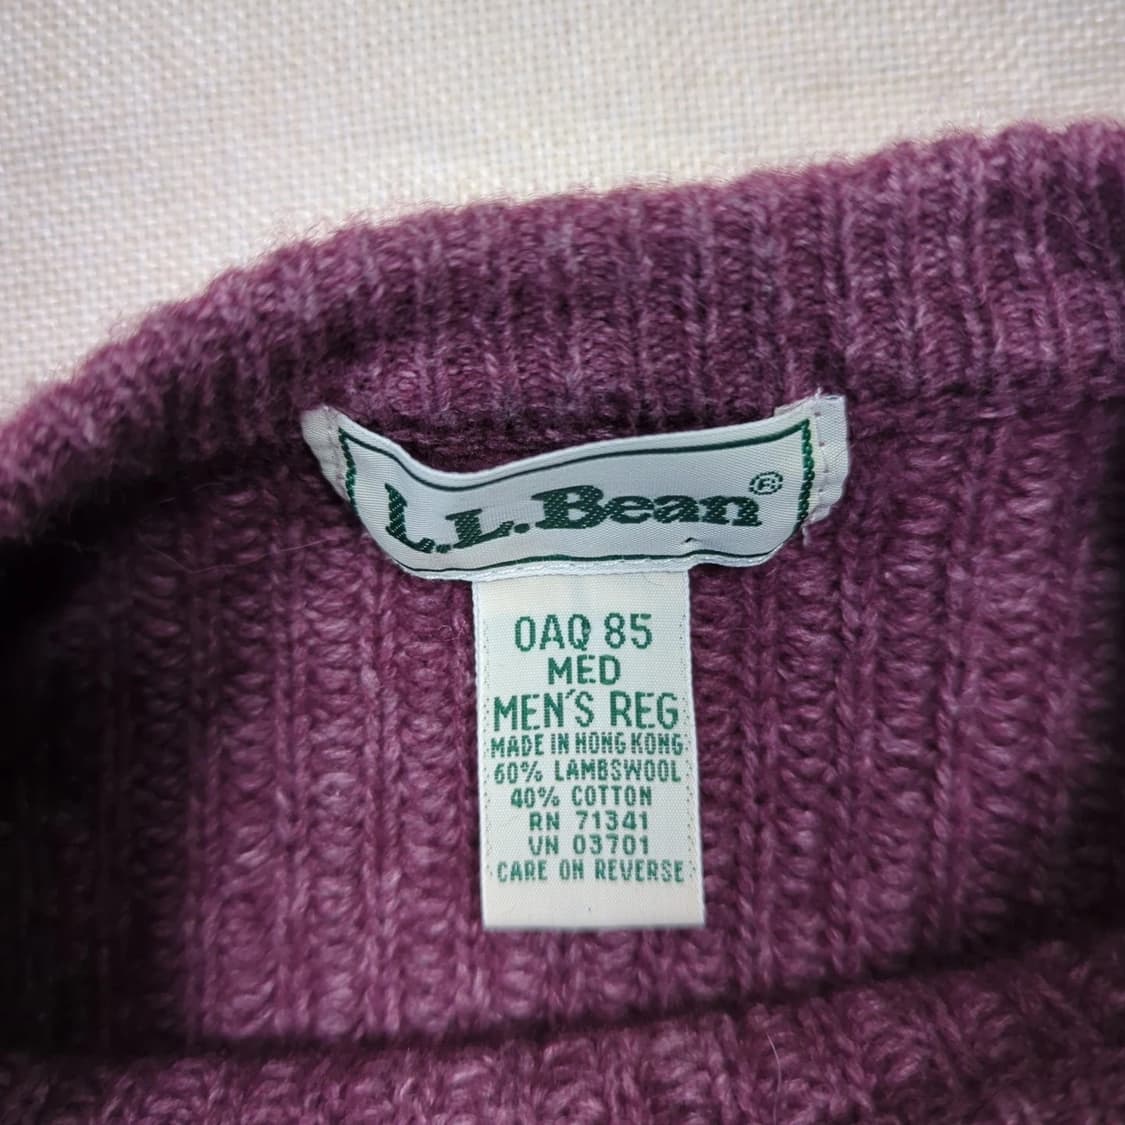 L.L.Bean®
0AQ 85
MED
MEN'S REG
MADE IN HONG KONG
60% LAMBSWOOL
40% COTTON
RN 71341
VN 03701
CARE ON REVERSE